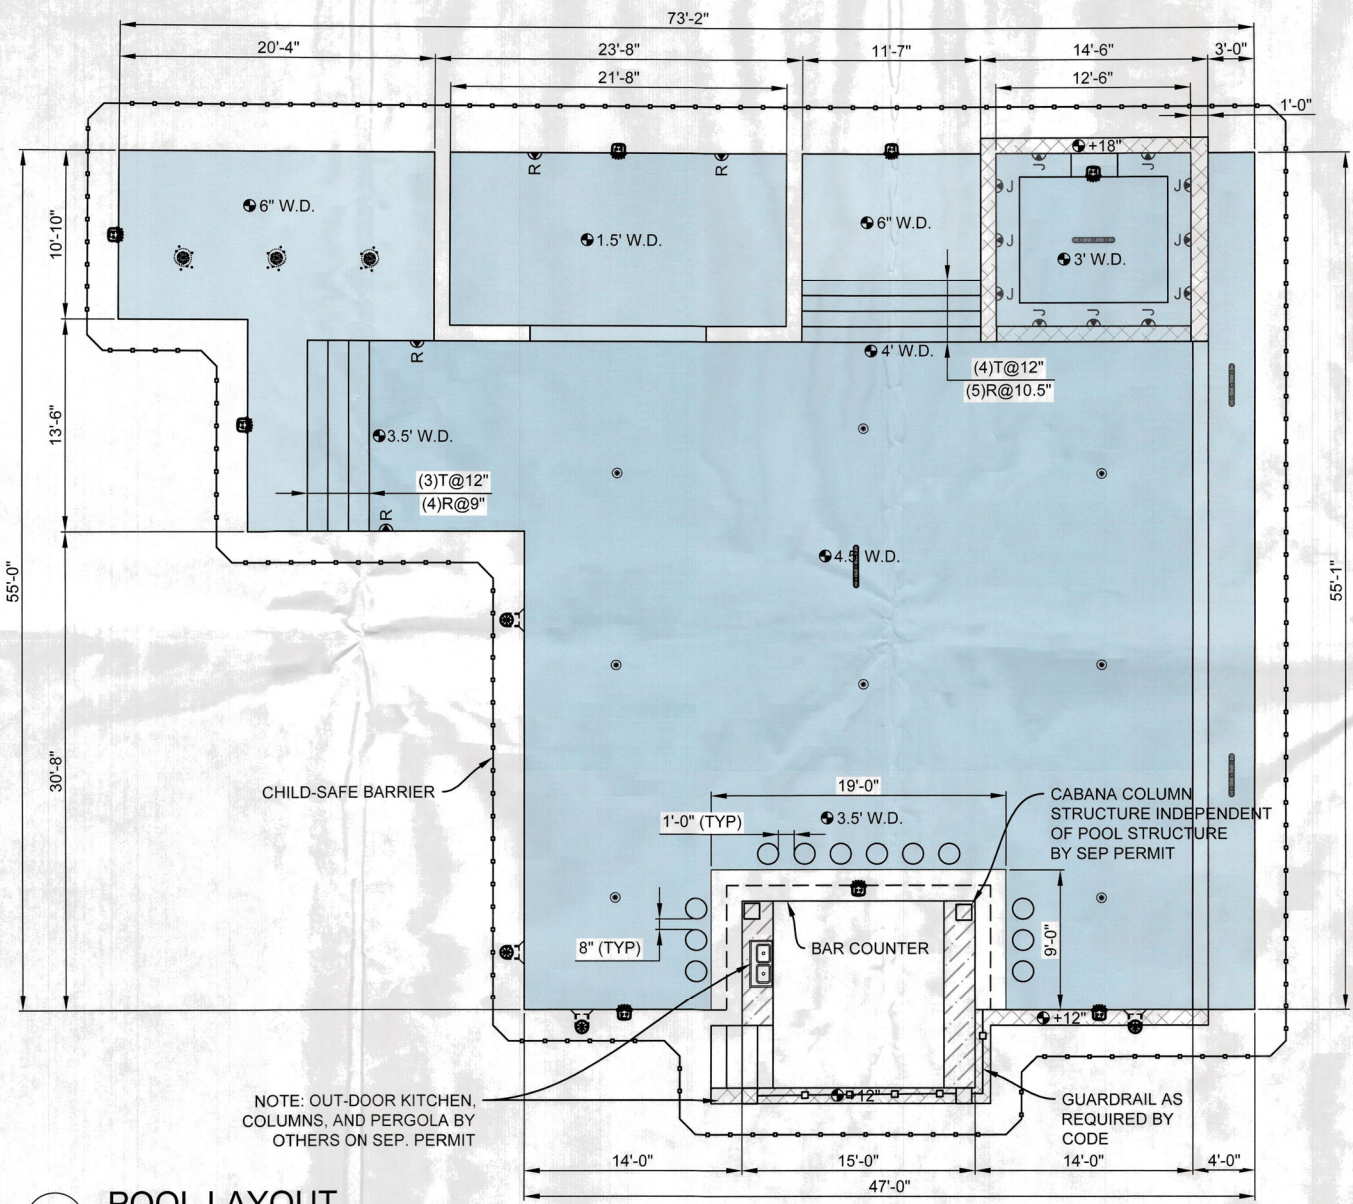 73'-2"
20'-4"
23'-8"
11'-7"
14'-6"
3'-0"
21'-8"
12'-6"
1'-0"
+18"
R
R
J
J
J
J
6" W.D.
6" W.D.
10'-10"
1.5' W.D.
J
J
3' W.D.
J
J
J
J
J
R
4' W.D.
(4)T@12"
(5)R@10.5"
13'-6"
3.5' W.D.
(3)T@12"
(4)R@9"
R
4.5' W.D.
55'-0"
55'-1"
30'-8"
CHILD-SAFE BARRIER
19'-0"
CABANA COLUMN
STRUCTURE INDEPENDENT
OF POOL STRUCTURE
BY SEP PERMIT
1'-0" (TYP)
3.5' W.D.
8" (TYP)
BAR COUNTER
9'-0"
+12"
NOTE: OUT-DOOR KITCHEN,
COLUMNS, AND PERGOLA BY
OTHERS ON SEP. PERMIT
+12"
GUARDRAIL AS
REQUIRED BY
CODE
14'-0"
15'-0"
14'-0"
4'-0"
47'-0"
POOL LAYOUT